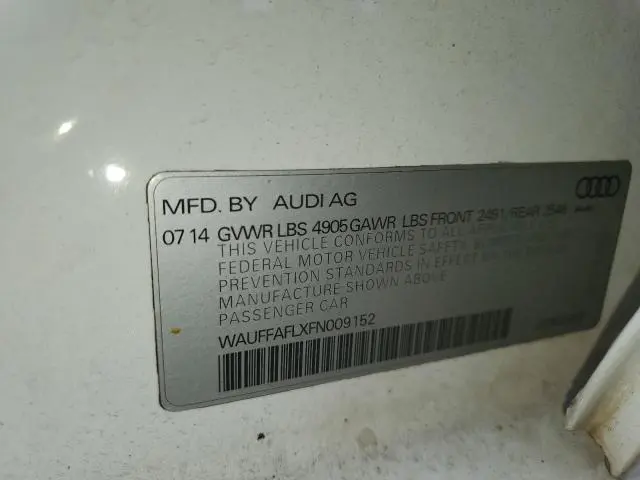 MFD. BY AUDI AG
07 14 GVWR LBS 4905 GAWR LBS FRONT 2491 REAR
THIS VEHICLE CONFORMS TO ALL
FEDERAL MOTOR VEHICLE SAFETY,
PREVENTION STANDARDS IN EFFECT
MANUFACTURE SHOWN ABOVE
PASSENGER CAR
WAUFFAFLXFN009152